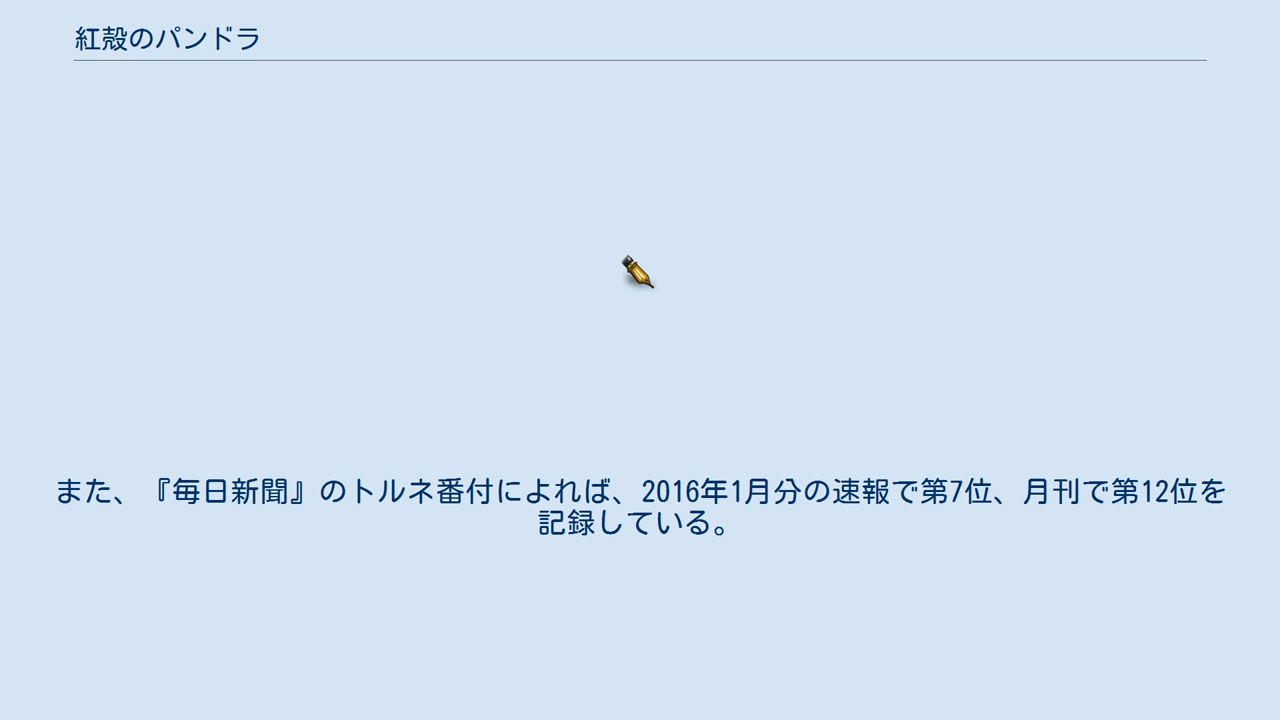 紅殻のパンドラ
また、『毎日新聞』のトルネ番付によれば、2016年1月分の速報で第7位、月刊で第12位を
記録している。